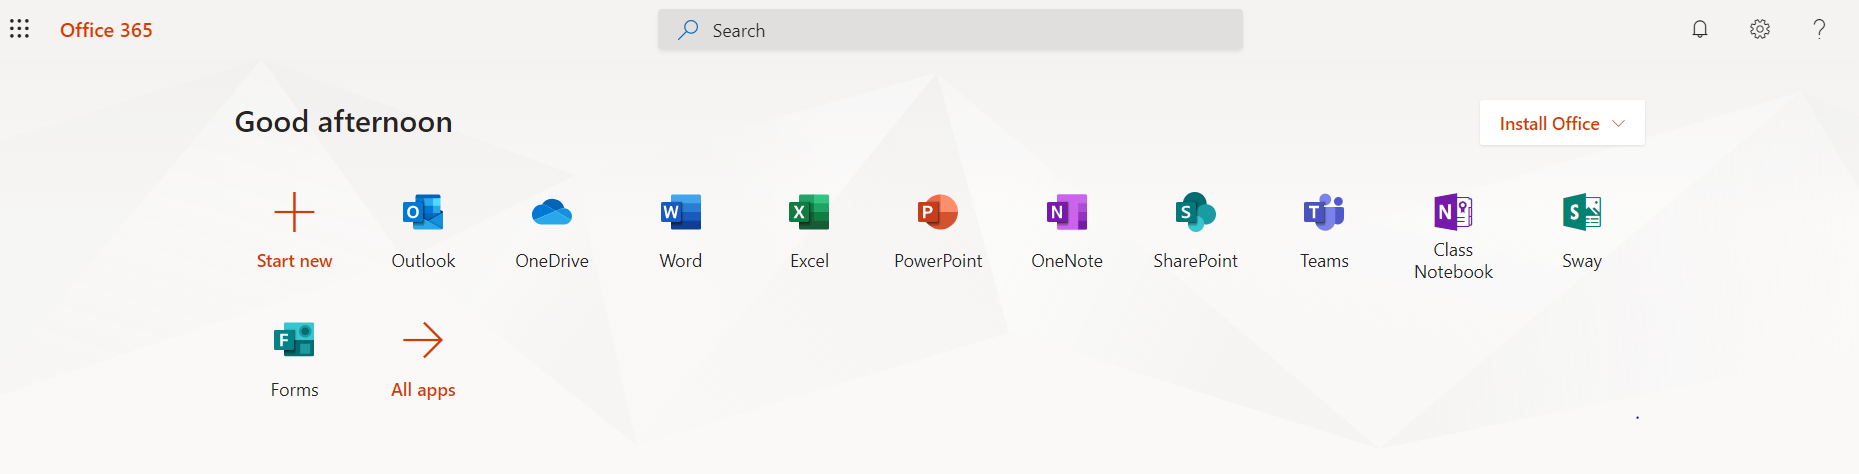 Office 365
Search
Good afternoon
Install Office
Start new
Outlook
OneDrive
Word
Excel
PowerPoint
OneNote
SharePoint
Teams
Class
Notebook
Sway
Forms
All apps